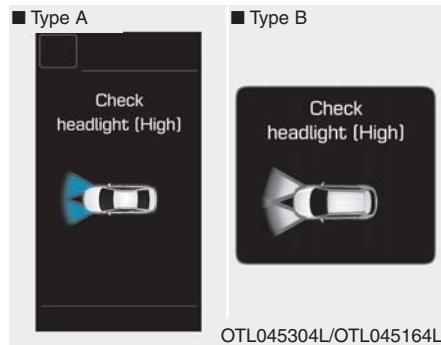 ■ Type A
Check
headlight (High)
■ Type B
Check
headlight (High)
OTL045304L/OTL045164L